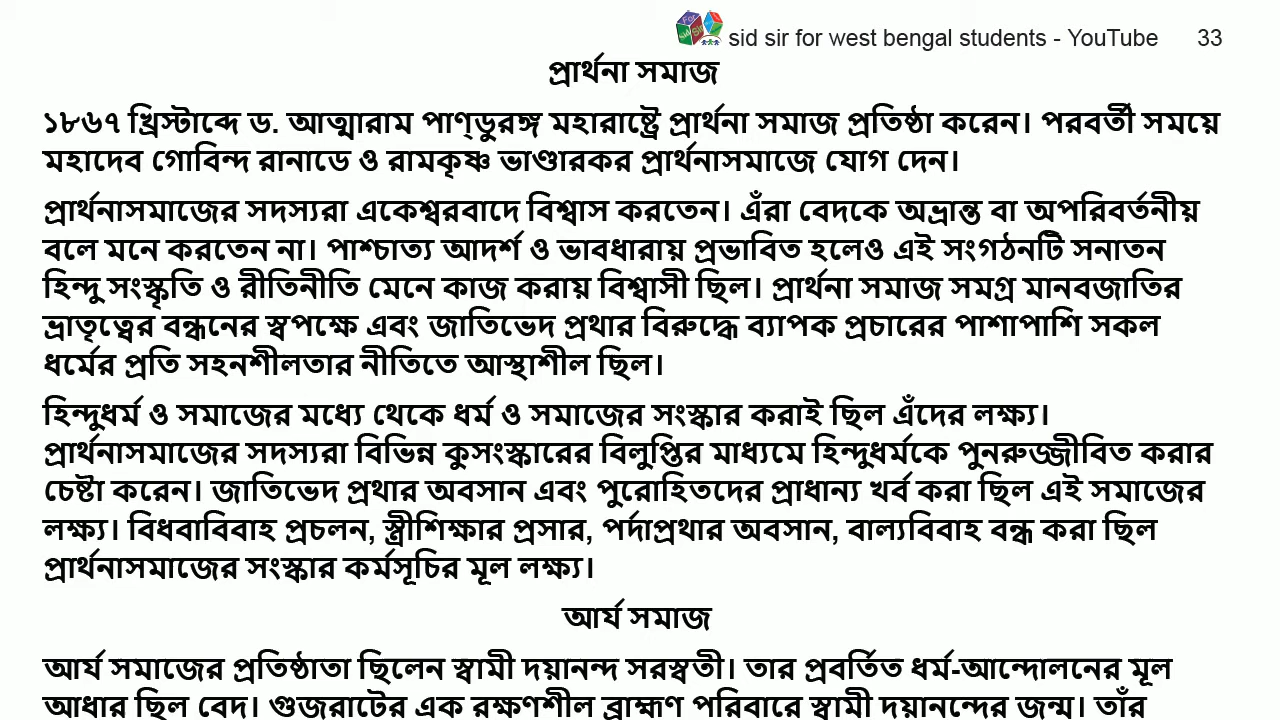 sid sir for west bengal students - YouTube 33
প্রার্থনা সমাজ
১৮৬৭ খ্রিস্টাব্দে ড. আত্মারাম পাণ্ডুরঙ্গ মহারাষ্ট্রে প্রার্থনা সমাজ প্রতিষ্ঠা করেন। পরবর্তী সময়ে
মহাদেব গোবিন্দ রানাডে ও রামকৃষ্ণ ভাণ্ডারকর প্রার্থনাসমাজে যোগ দেন।
প্রার্থনাসমাজের সদস্যরা একেশ্বরবাদে বিশ্বাস করতেন। এঁরা বেদকে অভ্রান্ত বা অপরিবর্তনীয়
বলে মনে করতেন না। পাশ্চাত্য আদর্শ ও ভাবধারায় প্রভাবিত হলেও এই সংগঠনটি সনাতন
হিন্দু সংস্কৃতি ও রীতিনীতি মেনে কাজ করায় বিশ্বাসী ছিল। প্রার্থনা সমাজ সমগ্র মানবজাতির
ভ্রাতৃত্বের বন্ধনের স্বপক্ষে এবং জাতিভেদ প্রথার বিরুদ্ধে ব্যাপক প্রচারের পাশাপাশি সকল
ধর্মের প্রতি সহনশীলতার নীতিতে আস্থাশীল ছিল।
হিন্দুধর্ম ও সমাজের মধ্যে থেকে ধর্ম ও সমাজের সংস্কার করাই ছিল এঁদের লক্ষ্য।
প্রার্থনাসমাজের সদস্যরা বিভিন্ন কুসংস্কারের বিলুপ্তির মাধ্যমে হিন্দুধর্মকে পুনরুজ্জীবিত করার
চেষ্টা করেন। জাতিভেদ প্রথার অবসান এবং পুরোহিতদের প্রাধান্য খর্ব করা ছিল এই সমাজের
লক্ষ্য। বিধবাবিবাহ প্রচলন, স্ত্রীশিক্ষার প্রসার, পর্দাপ্রথার অবসান, বাল্যবিবাহ বন্ধ করা ছিল
প্রার্থনাসমাজের সংস্কার কর্মসূচির মূল লক্ষ্য।
আর্য সমাজ
আর্য সমাজের প্রতিষ্ঠাতা ছিলেন স্বামী দয়ানন্দ সরস্বতী। তার প্রবর্তিত ধর্ম-আন্দোলনের মূল
আধার ছিল বেদ। গুজরাটের এক রক্ষণশীল ব্রাহ্মণ পরিবারে স্বামী দয়ানন্দের জন্ম। তাঁর